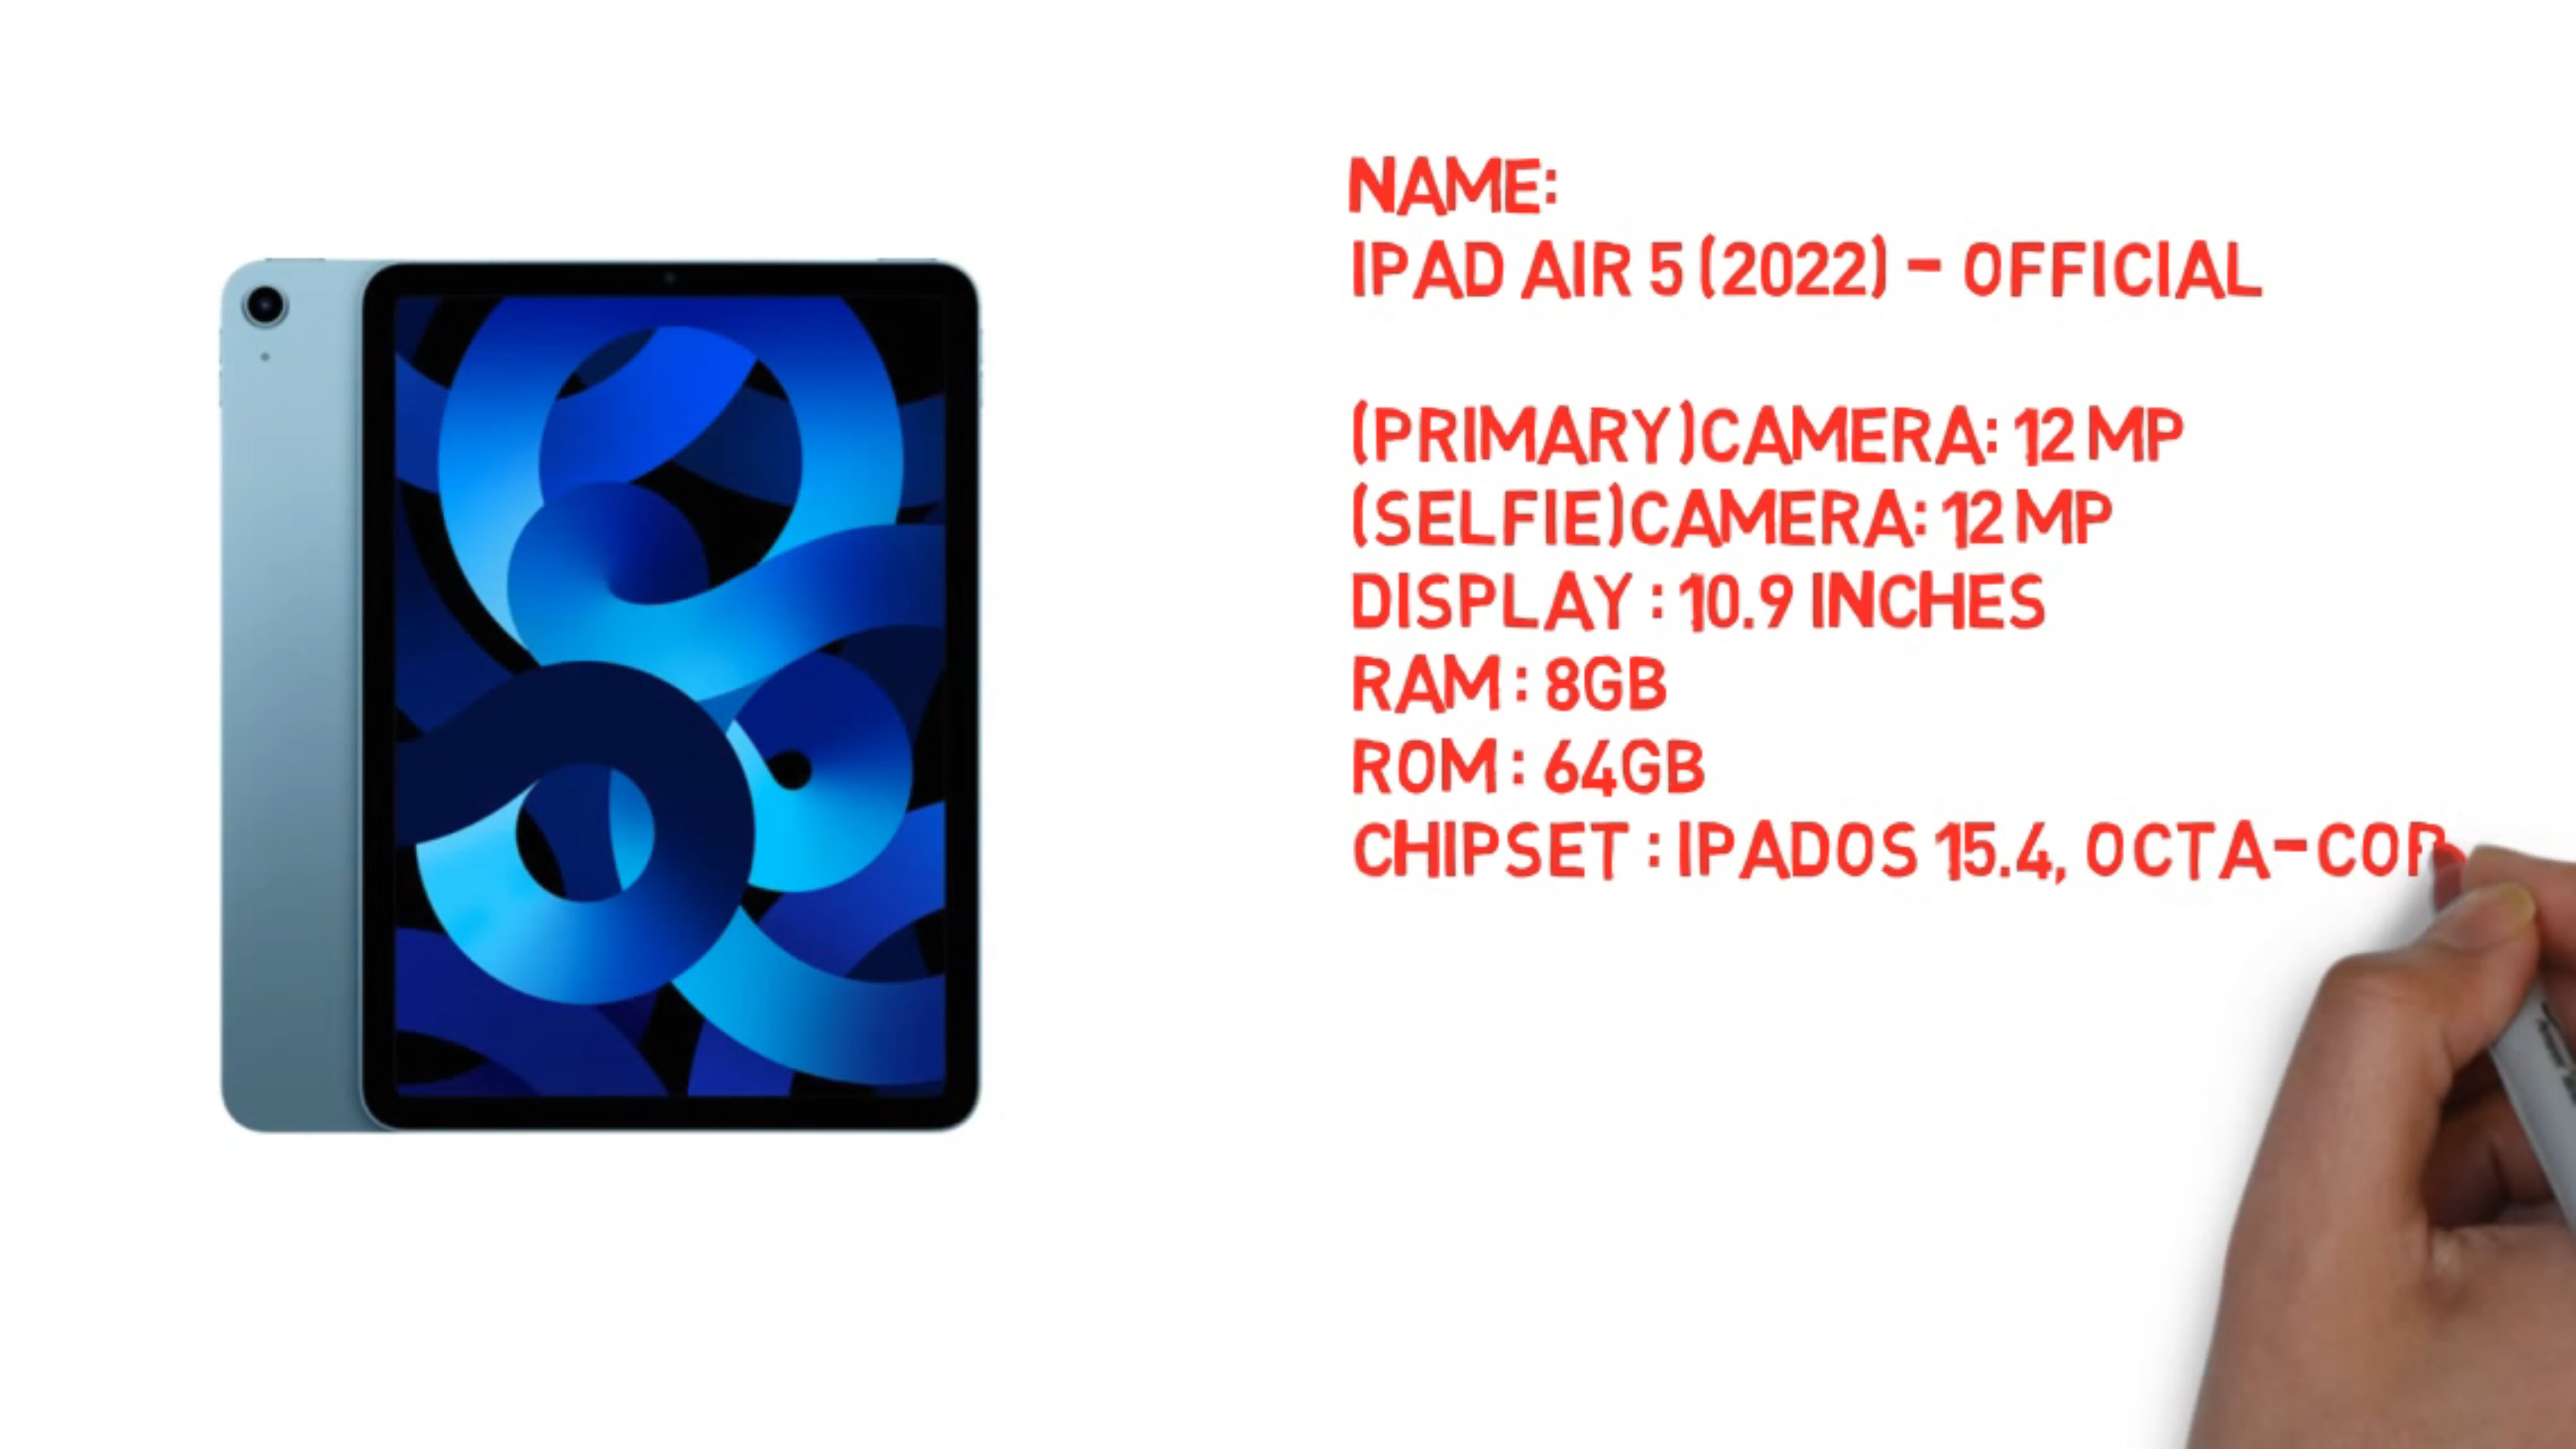 NAME:
IPAD AIR 5 (2022) - OFFICIAL
(PRIMARY)CAMERA: 12 MP
(SELFIE)CAMERA: 12 MP
DISPLAY : 10.9 INCHES
RAM : 8GB
ROM : 64GB
CHIPSET : IPADOS 15.4,